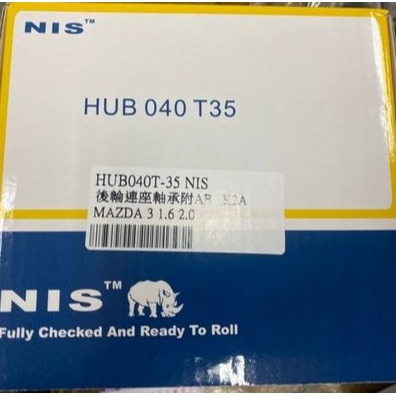 NIS™
HUB 040 T35
HUB040T-35 NIS
後輪連座軸承附AB K2A
MAZDA 3 1.6 2.0
NIS™
Fully Checked And Ready To Roll